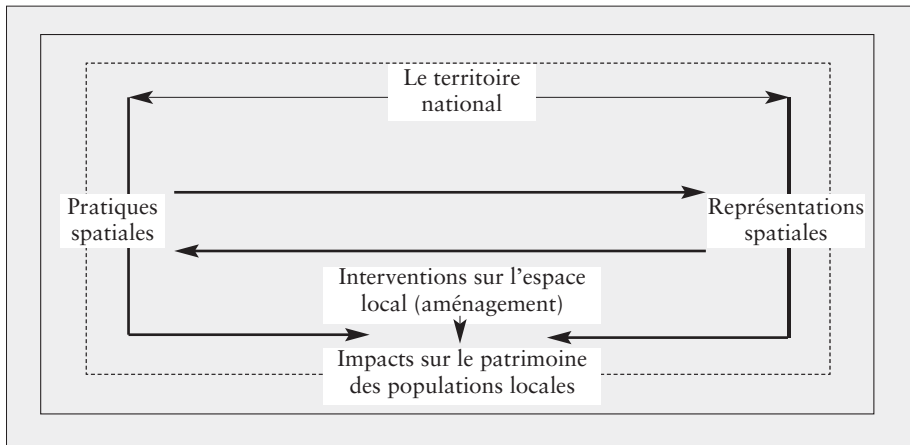 Le territoire
national
Pratiques
spatiales
Représentations
spatiales
Interventions sur l'espace
local (aménagement)
Impacts sur le patrimoine
des populations locales